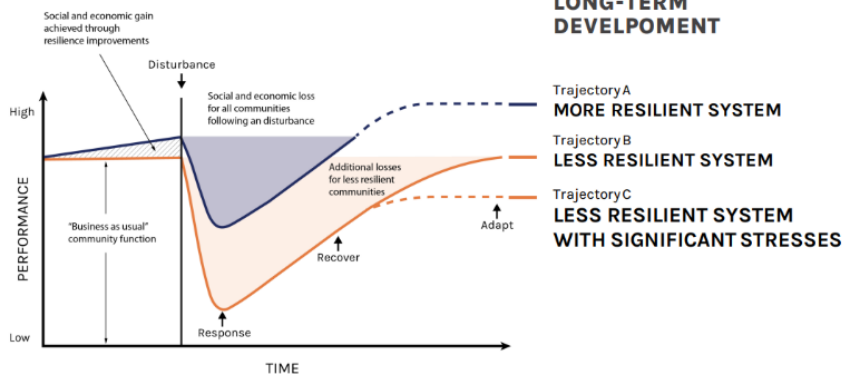 LONG-TERM
DEVELPOMENT
Social and economic gain
achieved through
resilience improvements
Disturbance
Social and economic loss
for all communities
following an disturbance
High
Trajectory A
MORE RESILIENT SYSTEM
Trajectory B
LESS RESILIENT SYSTEM
Additional losses
for less resilient
communities
Trajectory C
LESS RESILIENT SYSTEM
WITH SIGNIFICANT STRESSES
PERFORMANCE
"Business as usual"
community function
Adapt
Recover
Response
Low
TIME